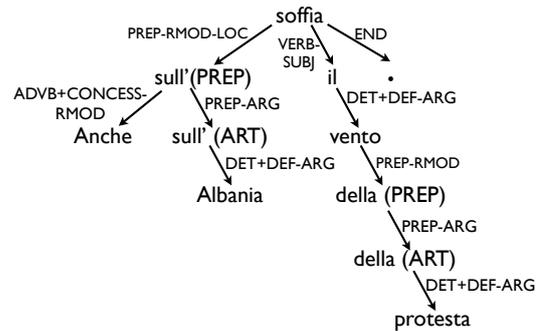 soffia
PREP-RMOD-LOC
VERB-
SUBJ
END
sull'(PREP)
il
.
ADVB+CONCESS-
RMOD
PREP-ARG
DET+DEF-ARG
Anche
sull' (ART)
vento
DET+DEF-ARG
PREP-RMOD
Albania
della (PREP)
PREP-ARG
della (ART)
DET+DEF-ARG
protesta